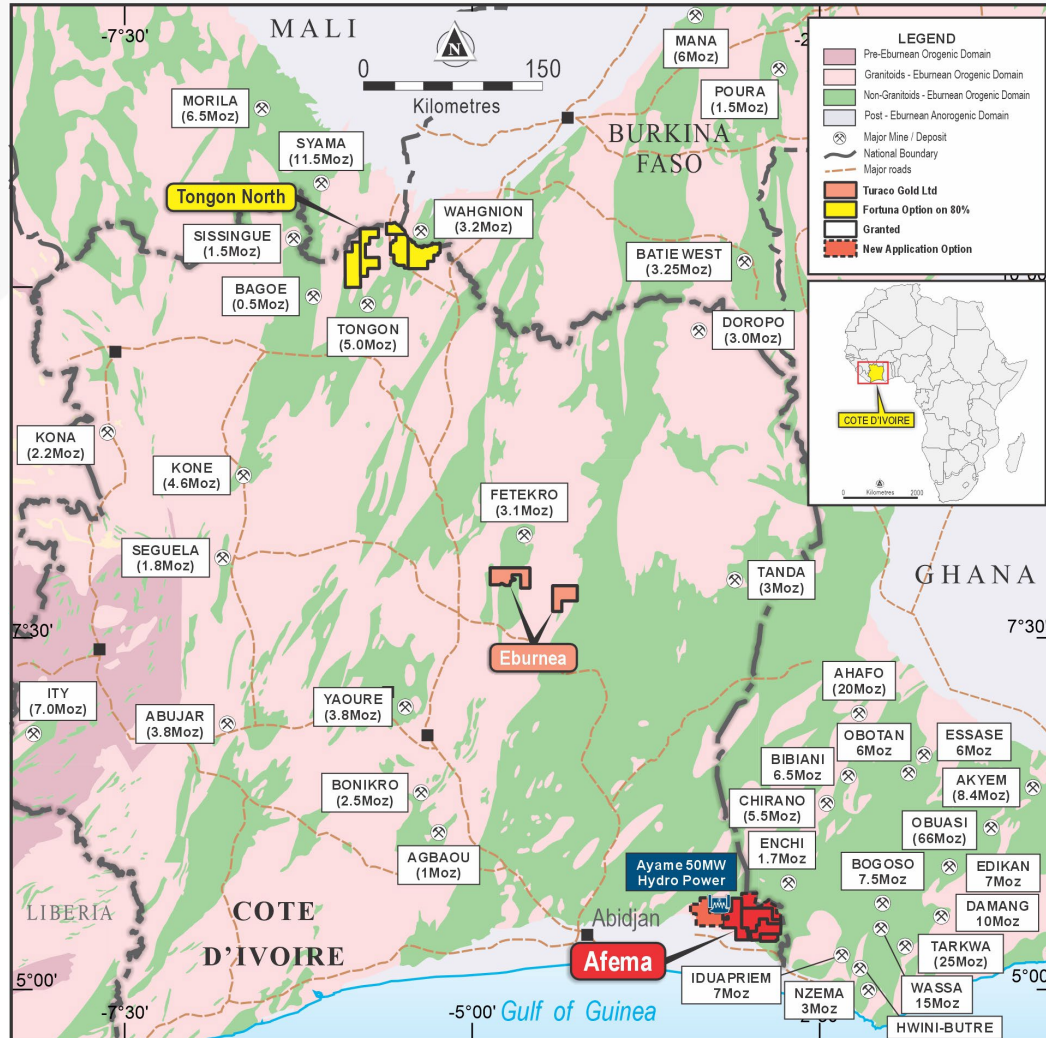 -7'30"
MALI
N
0
150
Kilometres
MANA
(6Moz)
POURA
(1.5Moz)
MORILA
(6.5Moz)
SYAMA
(11.5Moz)
BURKINA
FASO
Tongon North
WAHGNION
(3.2Moz)
SISSINGUE
(1.5Moz)
BATIE WEST
(3.25Moz)
BAGOE
(0.5Moz)
TONGON
(5.0Moz)
DOROPO
(3.0Moz)
LEGEND
Pre-Eburnean Orogenic Domain
Granitoids - Eburnean Orogenic Domain
Non-Granitoids - Eburnean Orogenic Domain
Post - Eburnean Anorogenic Domain
Major Mine / Deposit
National Boundary
Major roads
Turaco Gold Ltd
Fortuna Option on 80%
Granted
New Application Option
COTE D'IVOIRE
Kilometres
0
2000
KONA
(2.2Moz)
KONE
(4.6Moz)
FETEKRO
(3.1Moz)
SEGUELA
(1.8Moz)
TANDA
(3Moz)
GHANA
7'30"
7'30"
Eburnea
ITY
(7.0Moz)
ABUJAR
(3.8Moz)
YAOURE
(3.8Moz)
AHAFO
(20Moz)
OBOTAN
6Moz
ESSASE
6Moz
BIBIANI
6.5Moz
AKYEM
(8.4Moz)
BONIKRO
(2.5Moz)
CHIRANO
(5.5Moz)
OBUASI
(66Moz)
AGBAOU
(1Moz)
ENCHI
1.7Moz
Ayame 50MW
Hydro Power
BOGOSO
7.5Moz
EDIKAN
7Moz
DAMANG
10Moz
LIBERIA
COTE
D'IVOIRE
Abidjan
Afema
TARKWA
(25Moz)
IDUAPRIEM
7Moz
NZEMA
3Moz
WASSA
15Moz
HWINI-BUTRE
5°00'
5°00'
-7'30"
-5°00'
Gulf of Guinea